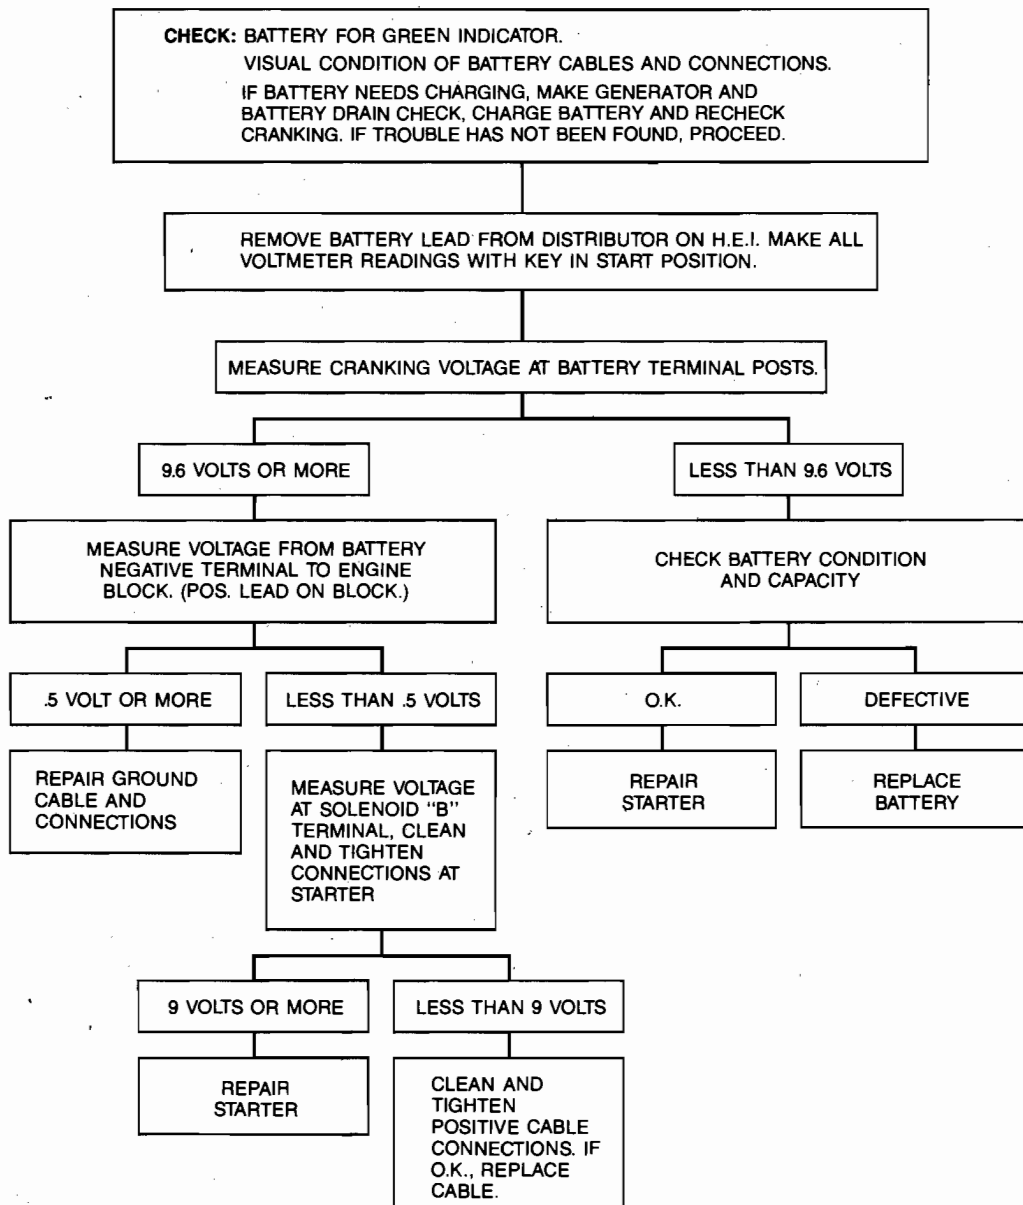 CHECK: BATTERY FOR GREEN INDICATOR.
VISUAL CONDITION OF BATTERY CABLES AND CONNECTIONS.
IF BATTERY NEEDS CHARGING, MAKE GENERATOR AND
BATTERY DRAIN CHECK, CHARGE BATTERY AND RECHECK
CRANKING. IF TROUBLE HAS NOT BEEN FOUND, PROCEED.
REMOVE BATTERY LEAD FROM DISTRIBUTOR ON H.E.I. MAKE ALL
VOLTMETER READINGS WITH KEY IN START POSITION.
MEASURE CRANKING VOLTAGE AT BATTERY TERMINAL POSTS.
9.6 VOLTS OR MORE
LESS THAN 9.6 VOLTS
MEASURE VOLTAGE FROM BATTERY
NEGATIVE TERMINAL TO ENGINE
BLOCK. (POS. LEAD ON BLOCK.)
CHECK BATTERY CONDITION
AND CAPACITY
.5 VOLT OR MORE
LESS THAN .5 VOLTS
O.K.
DEFECTIVE
REPAIR GROUND
CABLE AND
CONNECTIONS
MEASURE VOLTAGE
AT SOLENOID "B"
TERMINAL, CLEAN
AND TIGHTEN
CONNECTIONS AT
STARTER
REPAIR
STARTER
REPLACE
BATTERY
9 VOLTS OR MORE
LESS THAN 9 VOLTS
REPAIR
STARTER
CLEAN AND
TIGHTEN
POSITIVE CABLE
CONNECTIONS. IF
O.K., REPLACE
CABLE.